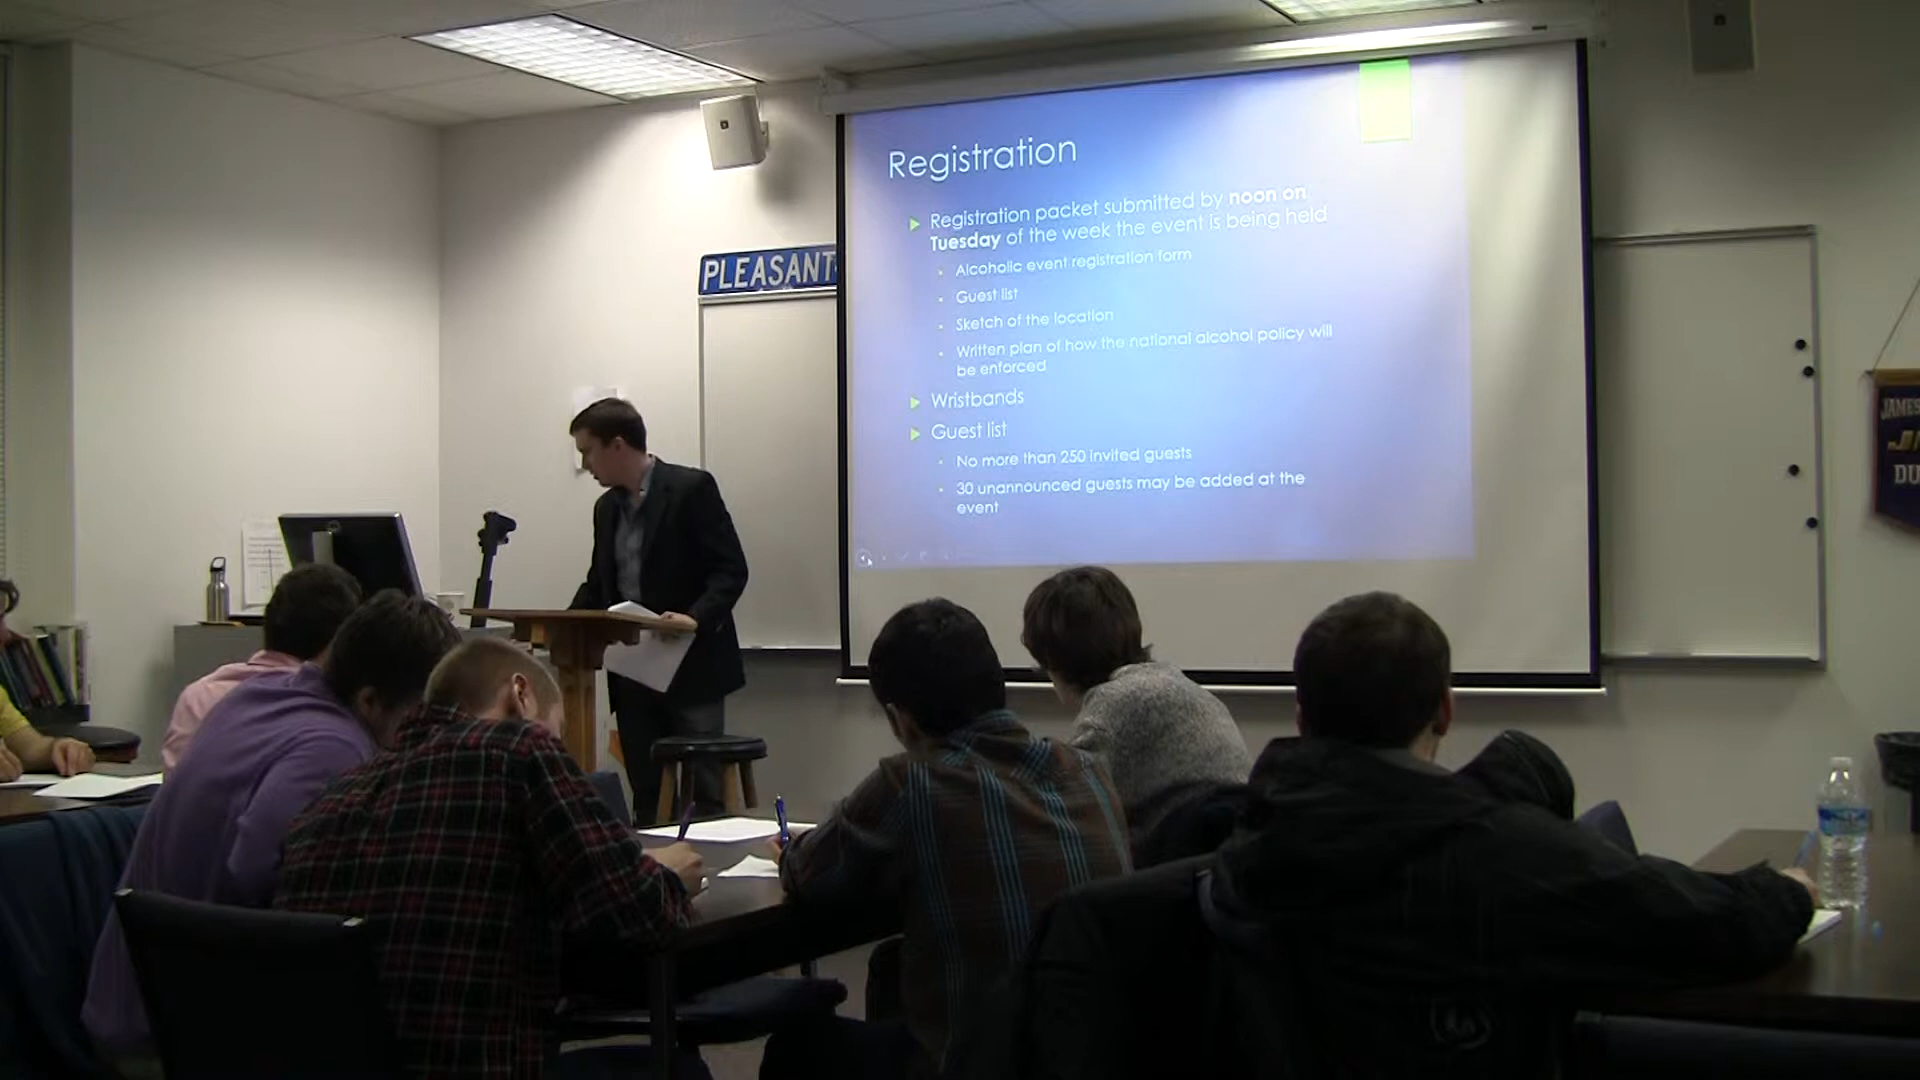 Registration
Registration packet submitted by noon on
Tuesday of the week the event is being held
Alcoholic event registration form
Guest list
Sketch of the location
Written plan of how the national alcohol policy will
be enforced
Wristbands
Guest list
No more than 250 invited guests
30 unannounced guests may be added at the
event
PLEASANT
JAMES
DU